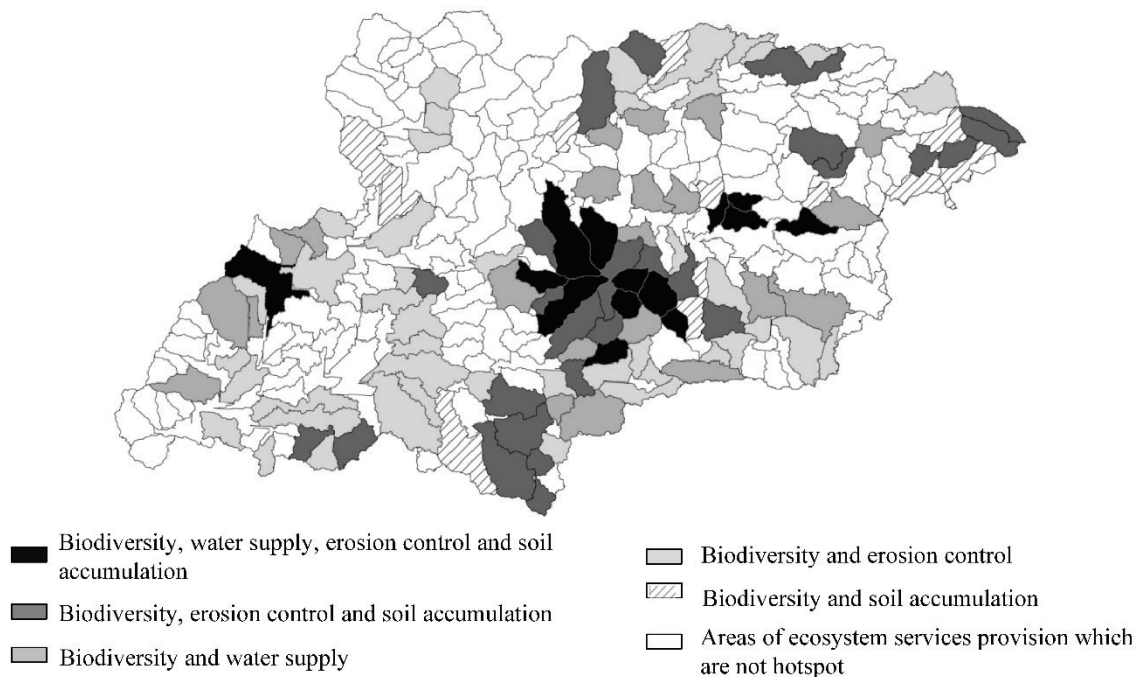 Biodiversity, water supply, erosion control and soil
accumulation
Biodiversity, erosion control and soil accumulation
Biodiversity and water supply
Biodiversity and erosion control
Biodiversity and soil accumulation
Areas of ecosystem services provision which
are not hotspot